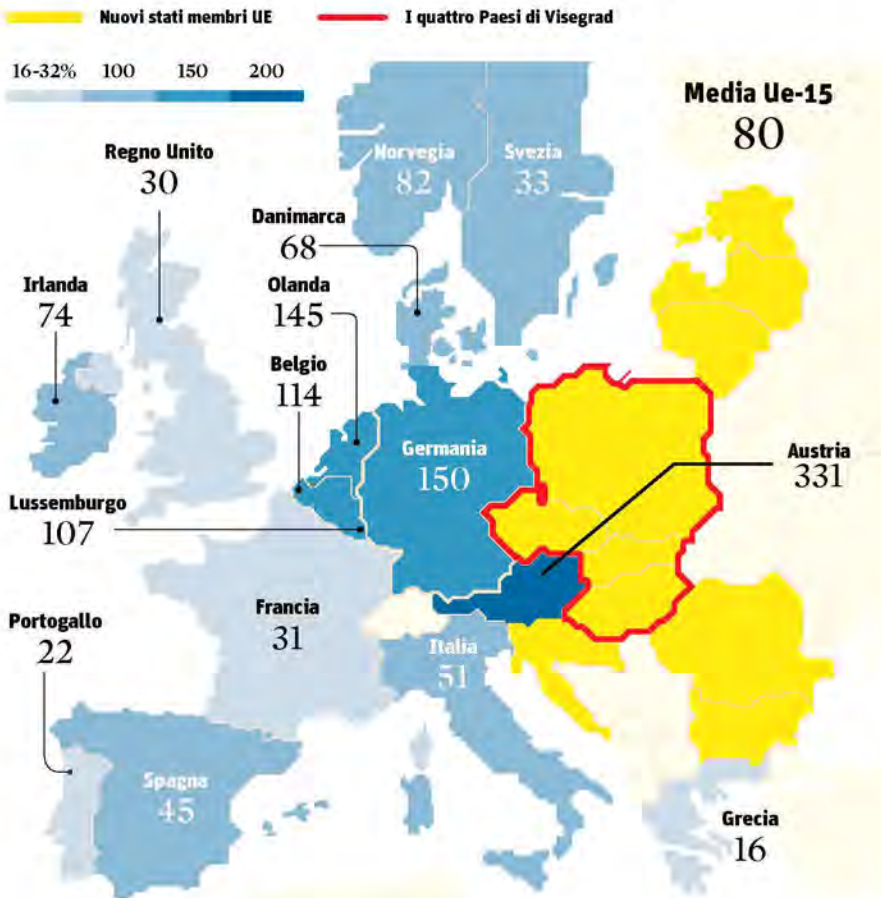 Nuovi stati membri UE
I quattro Paesi di Visegrad
16-32% 100 150 200
Media Ue-15
80
Regno Unito
30
Norvegia
82
Svezia
33
Danimarca
68
Irlanda
74
Olanda
145
Belgio
114
Germania
150
Austria
331
Lussemburgo
107
Francia
31
Portogallo
22
Italia
51
Spagna
45
Grecia
16